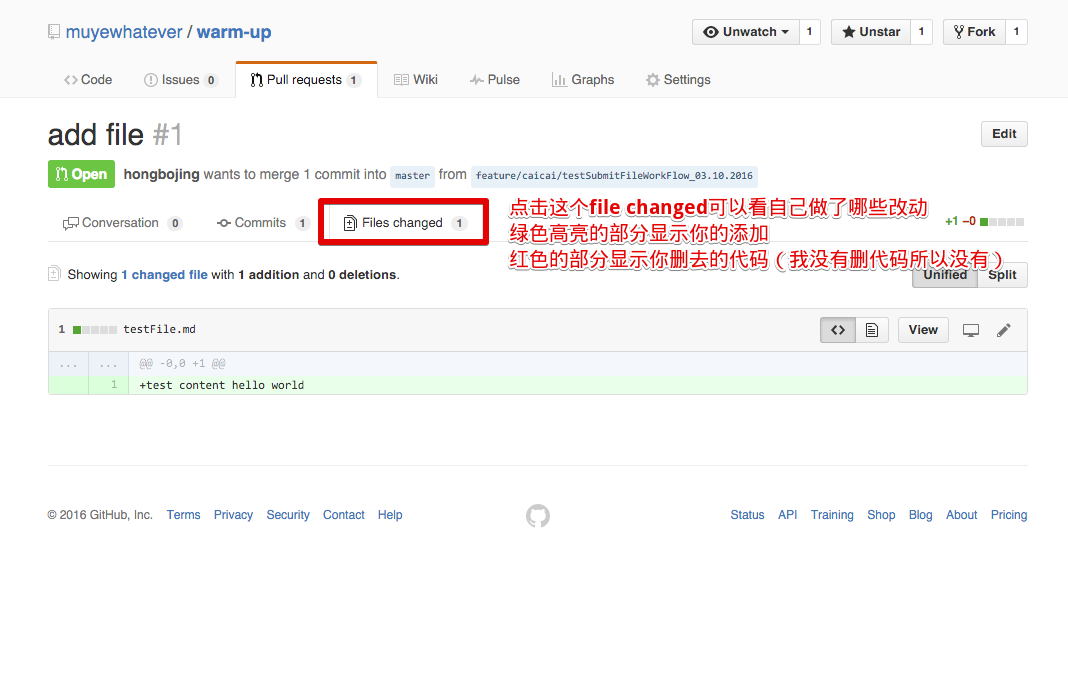 muyewhatever / warm-up
Unwatch 1 Unstar 1 Fork 1
Code Issues 0 Pull requests 1 Wiki Pulse Graphs Settings
add file #1 Edit
Open hongbojing wants to merge 1 commit into master from feature/caicai/testSubmitFileWorkFlow_03.10.2016
Conversation 0 Commits 1 Files changed 1 +1 −0
点击这个file changed可以看自己做了哪些改动
绿色高亮的部分显示你的添加
红色的部分显示你删去的代码（我没有删代码所以没有）
Showing 1 changed file with 1 addition and 0 deletions. Unified Split
1 testFile.md View
... ... @@ -0,0 +1 @@
1 +test content hello world
© 2016 GitHub, Inc. Terms Privacy Security Contact Help Status API Training Shop Blog About Pricing